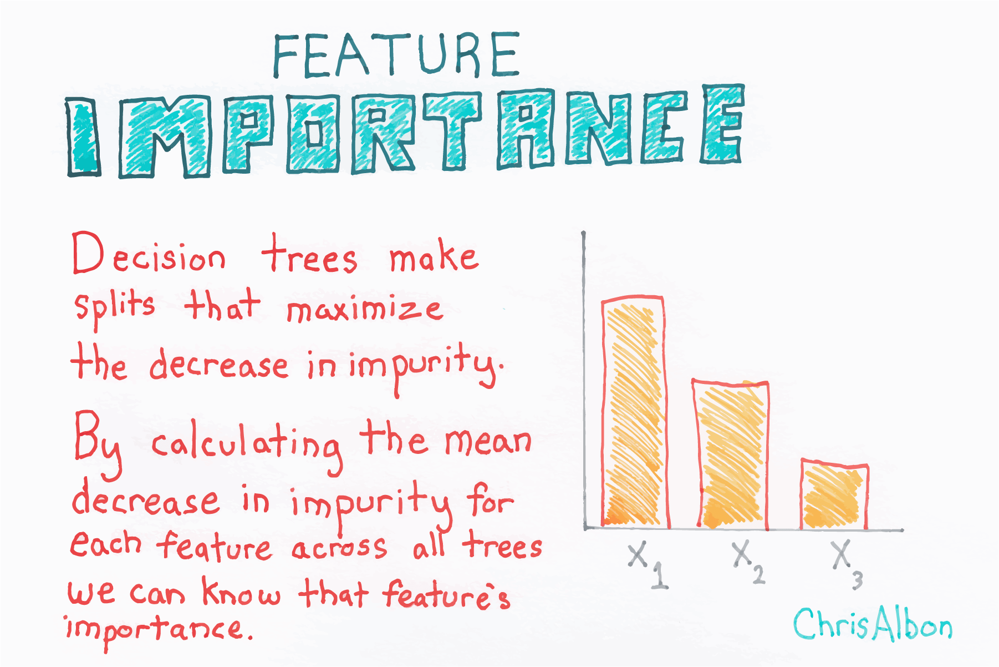 FEATURE
IMPORTANCE
Decision trees make
splits that maximize
the decrease in impurity.
By calculating the mean
decrease in impurity for
each feature across all trees
we can know that feature's
importance.
X1
X2
X3
ChrisAlbon